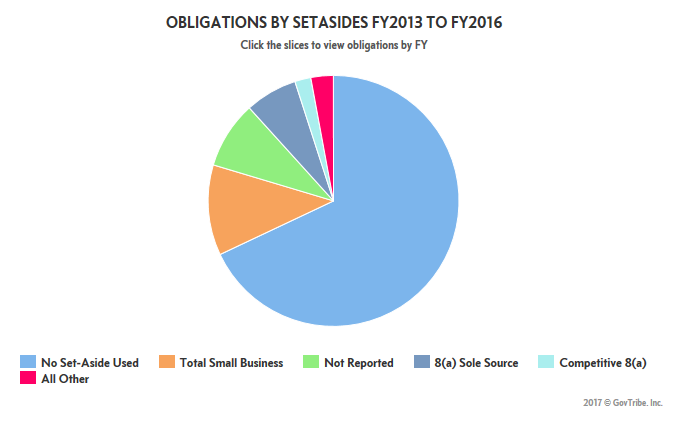 OBLIGATIONS BY SETASIDES FY2013 TO FY2016
Click the slices to view obligations by FY
No Set-Aside Used Total Small Business Not Reported 8(a) Sole Source Competitive 8(a)
All Other
2017 © GovTribe, Inc.